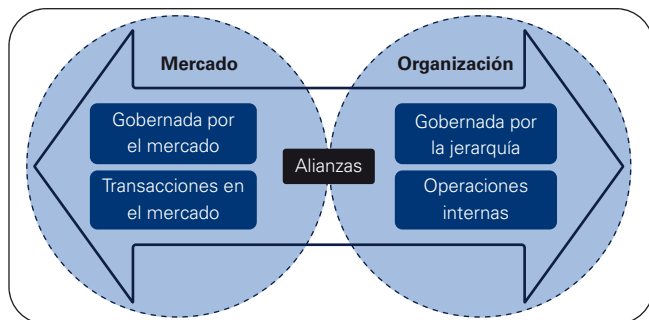 Mercado
Organización
Gobernada por
el mercado
Transacciones en
el mercado
Alianzas
Gobernada por
la jerarquía
Operaciones
internas